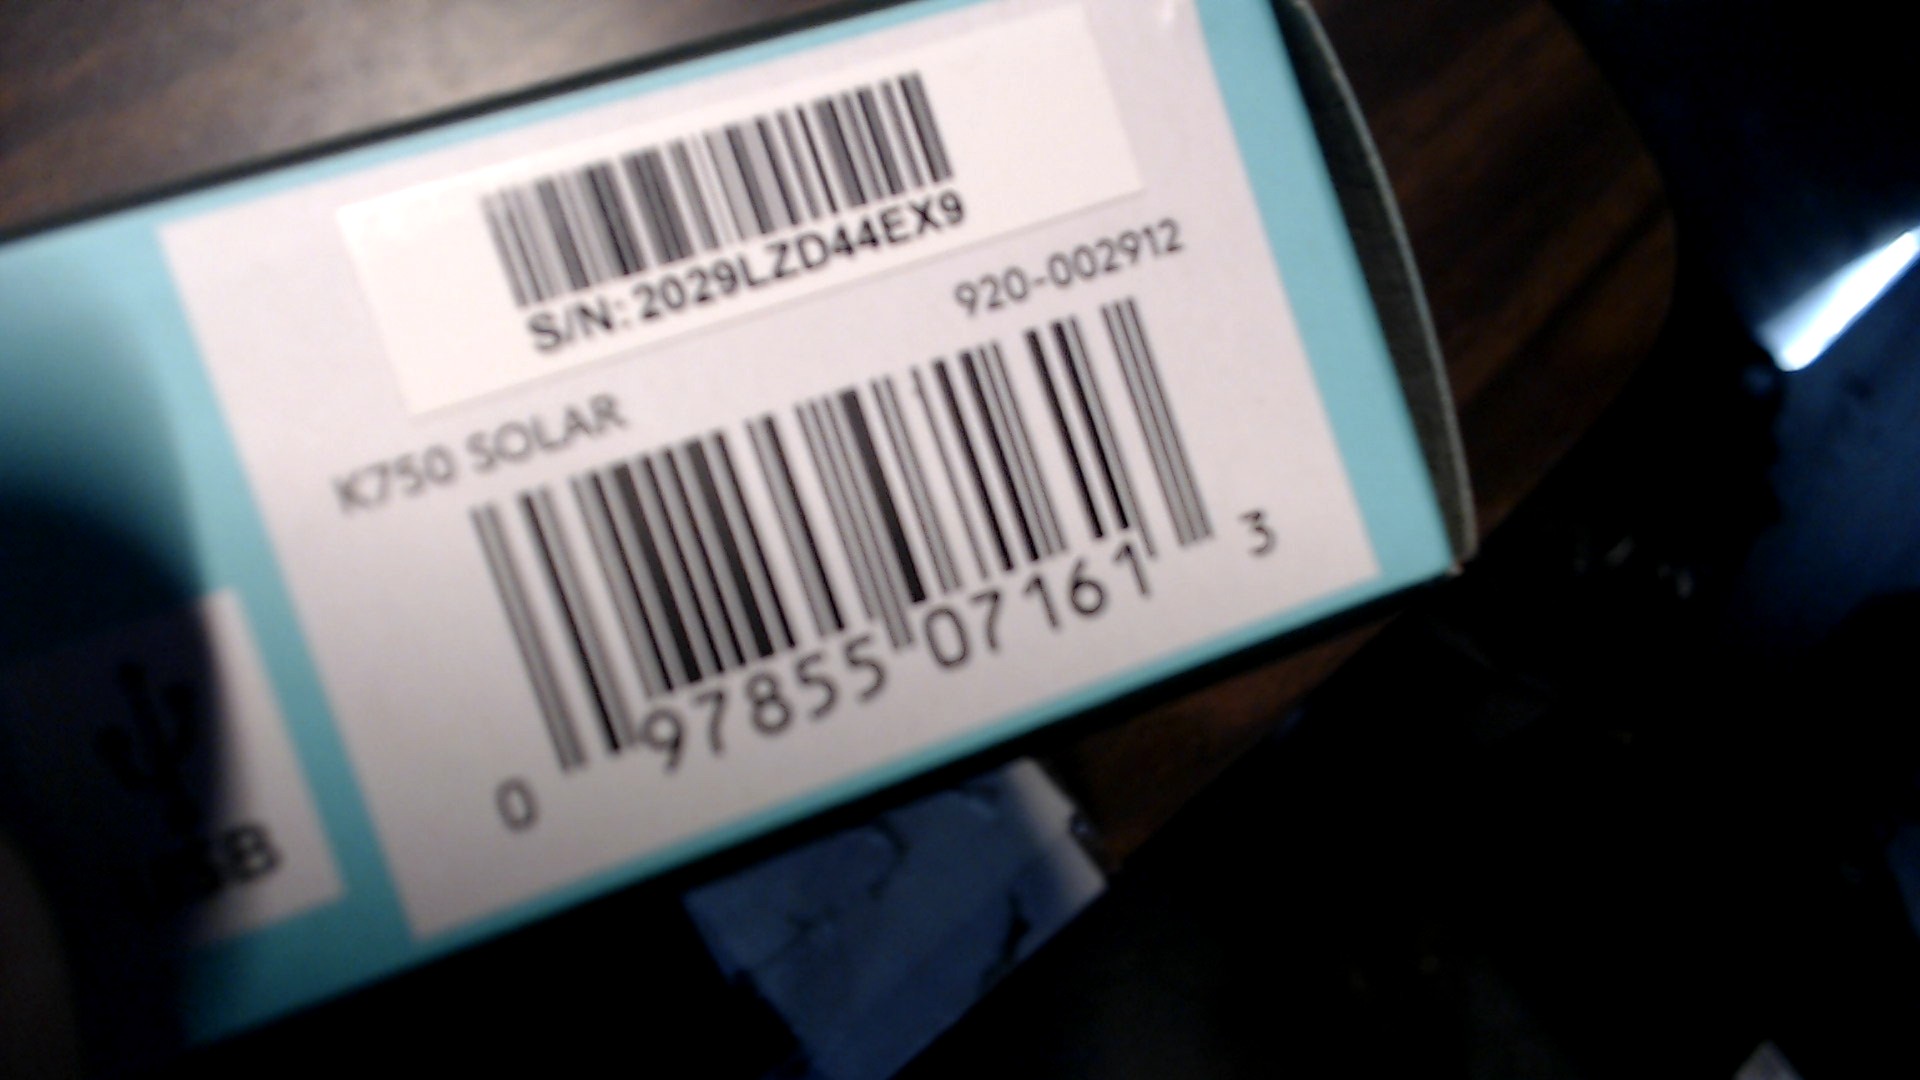 S/N: 2029LZD44EX9
920-002912
K750 SOLAR
0 97855 07161 3